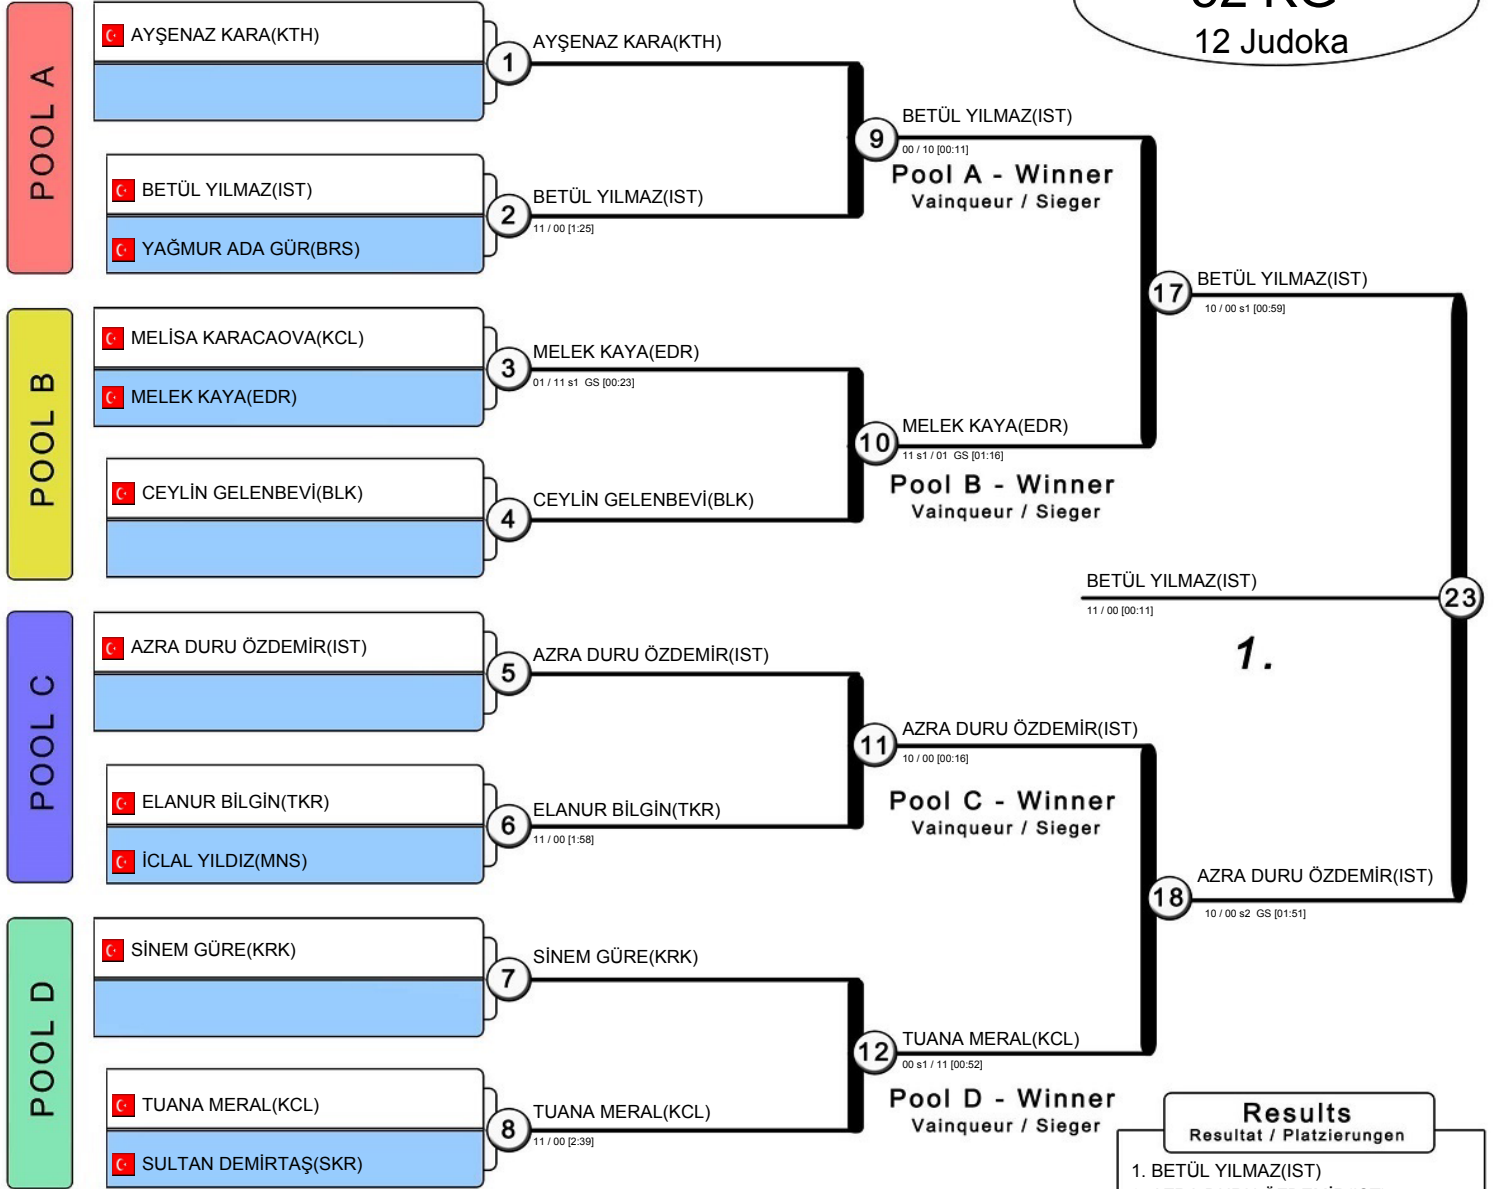 12 Judoka
POOL A
AYŞENAZ KARA(KTH)
1
AYŞENAZ KARA(KTH)
BETÜL YILMAZ(IST)
YAĞMUR ADA GÜR(BRS)
2
BETÜL YILMAZ(IST)
11 / 00 [1:25]
9
BETÜL YILMAZ(IST)
00 / 10 [00:11]
Pool A - Winner
Vainqueur / Sieger
POOL B
MELİSA KARACAOVA(KCL)
MELEK KAYA(EDR)
3
MELEK KAYA(EDR)
01 / 11 s1 GS [00:23]
CEYLİN GELENBEVİ(BLK)
4
CEYLİN GELENBEVİ(BLK)
10
MELEK KAYA(EDR)
11 s1 / 01 GS [01:16]
Pool B - Winner
Vainqueur / Sieger
17
BETÜL YILMAZ(IST)
10 / 00 s1 [00:59]
BETÜL YILMAZ(IST)
11 / 00 [00:11]
23
1.
POOL C
AZRA DURU ÖZDEMİR(IST)
5
AZRA DURU ÖZDEMİR(IST)
ELANUR BİLGİN(TKR)
İCLAL YILDIZ(MNS)
6
ELANUR BİLGİN(TKR)
11 / 00 [1:58]
11
AZRA DURU ÖZDEMİR(IST)
10 / 00 [00:16]
Pool C - Winner
Vainqueur / Sieger
18
AZRA DURU ÖZDEMİR(IST)
10 / 00 s2 GS [01:51]
POOL D
SİNEM GÜRE(KRK)
7
SİNEM GÜRE(KRK)
TUANA MERAL(KCL)
SULTAN DEMİRTAŞ(SKR)
8
TUANA MERAL(KCL)
11 / 00 [2:39]
12
TUANA MERAL(KCL)
00 s1 / 11 [00:52]
Pool D - Winner
Vainqueur / Sieger
Results
Resultat / Platzierungen
1. BETÜL YILMAZ(IST)